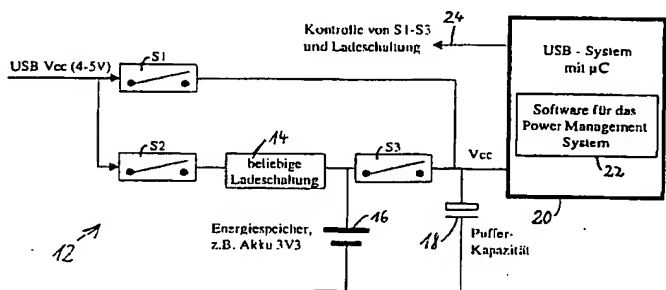 24
Kontrolle von S1-S3
und Ladeschaltung
USB - System
mit µC
Software für das
Power Management
System
22
20
USB Vcc (4-5V)
S1
S2
14
beliebige
Ladeschaltung
S3
Vcc
12
Energiespeicher,
z.B. Akku 3V3
16
18
Puffer-
Kapazität